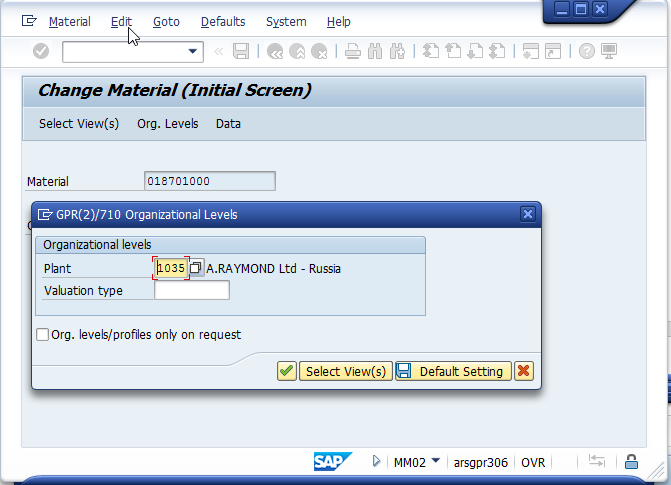 Material Edit Goto Defaults System Help
Change Material (Initial Screen)
Select View(s) Org. Levels Data
Material 018701000
GPR(2)/710 Organizational Levels
Organizational levels
Plant 1035 A.RAYMOND Ltd - Russia
Valuation type
Org. levels/profiles only on request
Select View(s) Default Setting
SAP MM02 arsgpr306 OVR